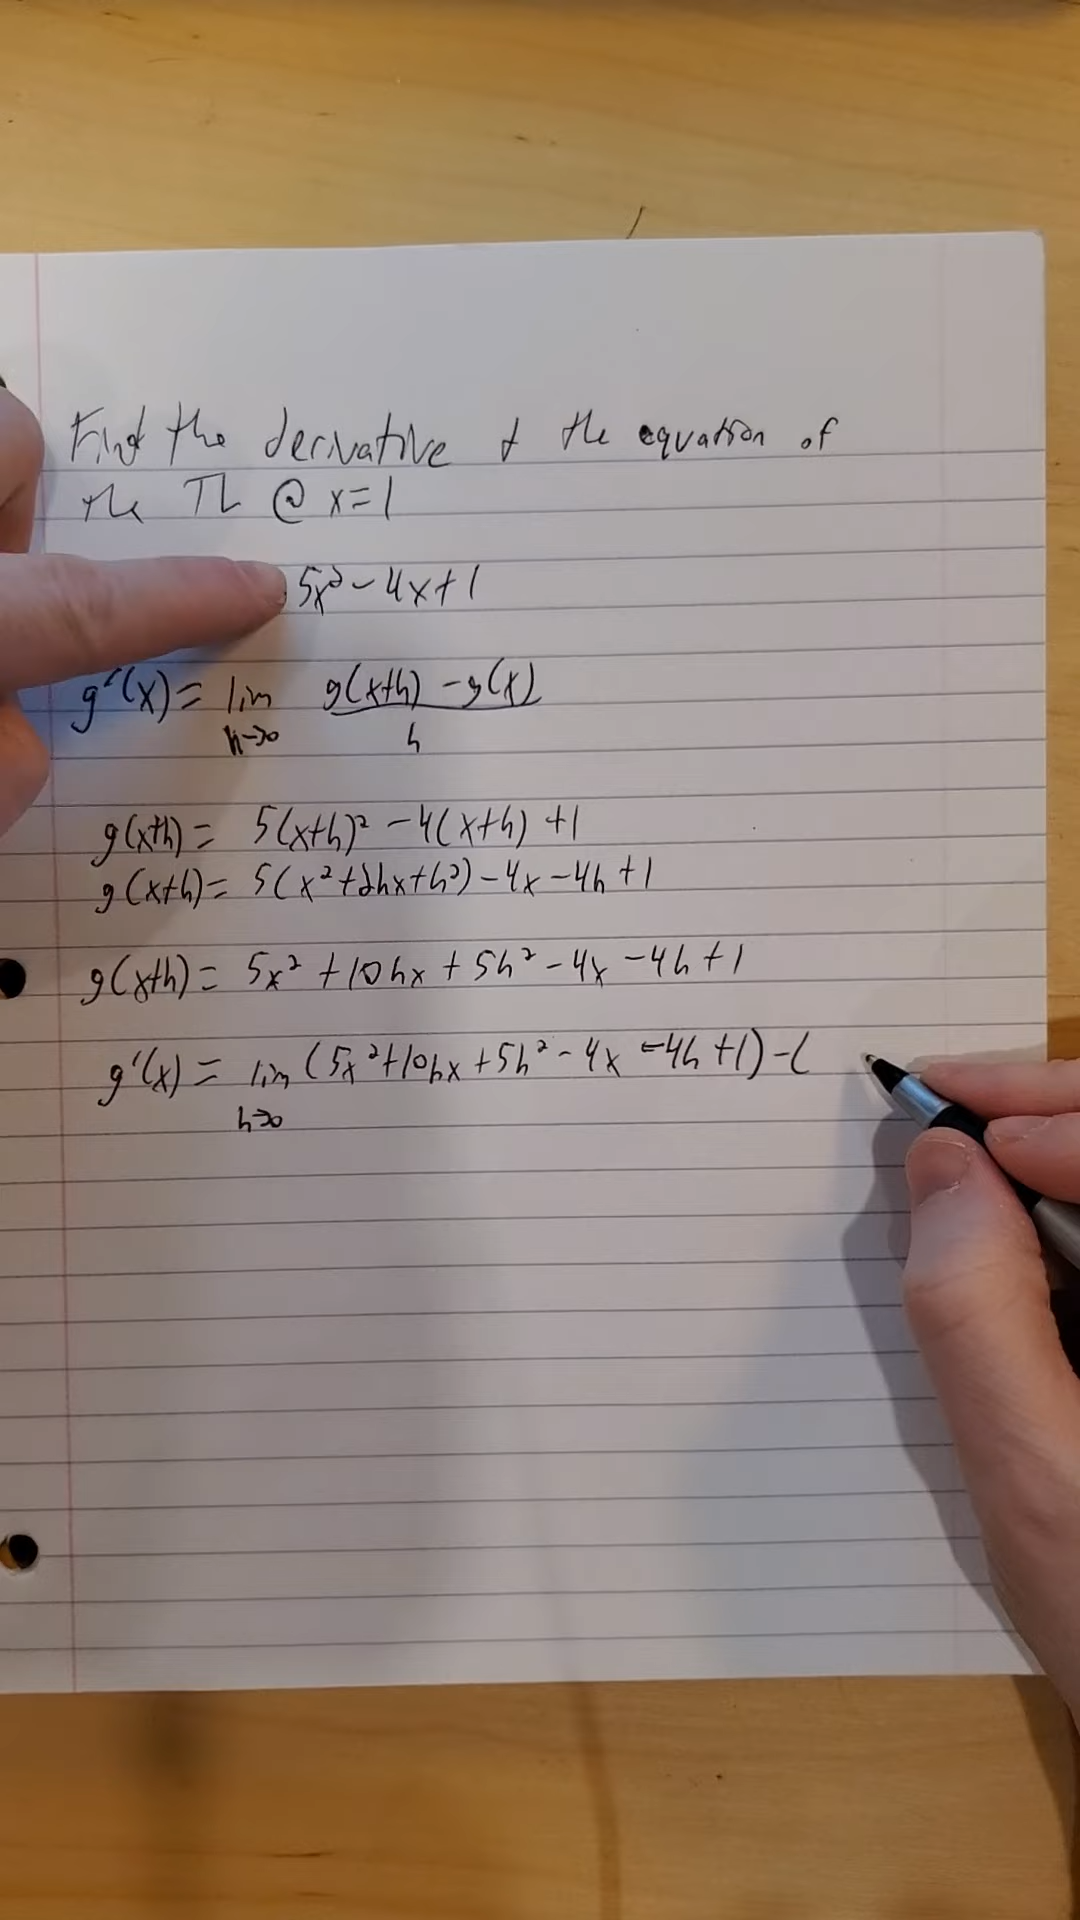 Find the derivative & the equation of
the TL @ x=1
5x² - 4x + 1
g'(x) = lim g(x+h) - g(x)
h→0 h
g(x+h) = 5(x+h)² - 4(x+h) + 1
g(x+h) = 5(x² + 2hx + h²) - 4x - 4h + 1
g(x+h) = 5x² + 10hx + 5h² - 4x - 4h + 1
g'(x) = lim (5x² + 10hx + 5h² - 4x - 4h + 1) - (
h→0